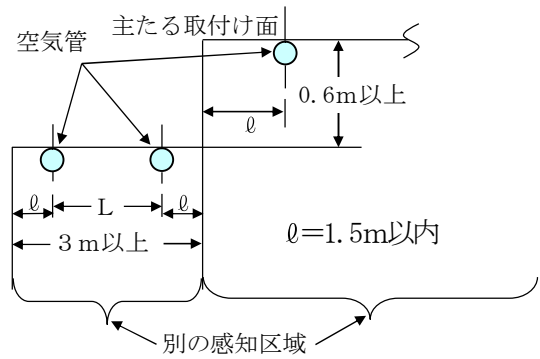 主たる取付け面
空気管
0.6m以上
ℓ
ℓ
L
ℓ
3m以上
ℓ=1.5m以内
別の感知区域